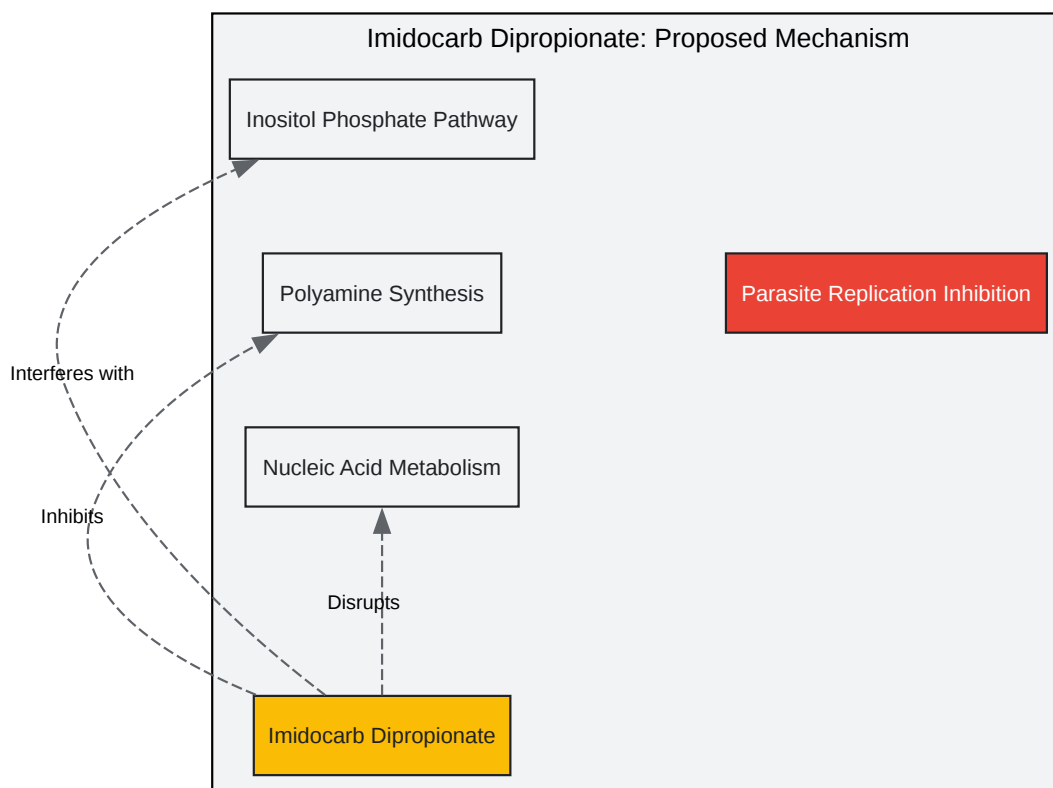 Imidocarb Dipropionate: Proposed Mechanism
Inositol Phosphate Pathway
Polyamine Synthesis
Parasite Replication Inhibition
Interferes with
Nucleic Acid Metabolism
Inhibits
Disrupts
Imidocarb Dipropionate